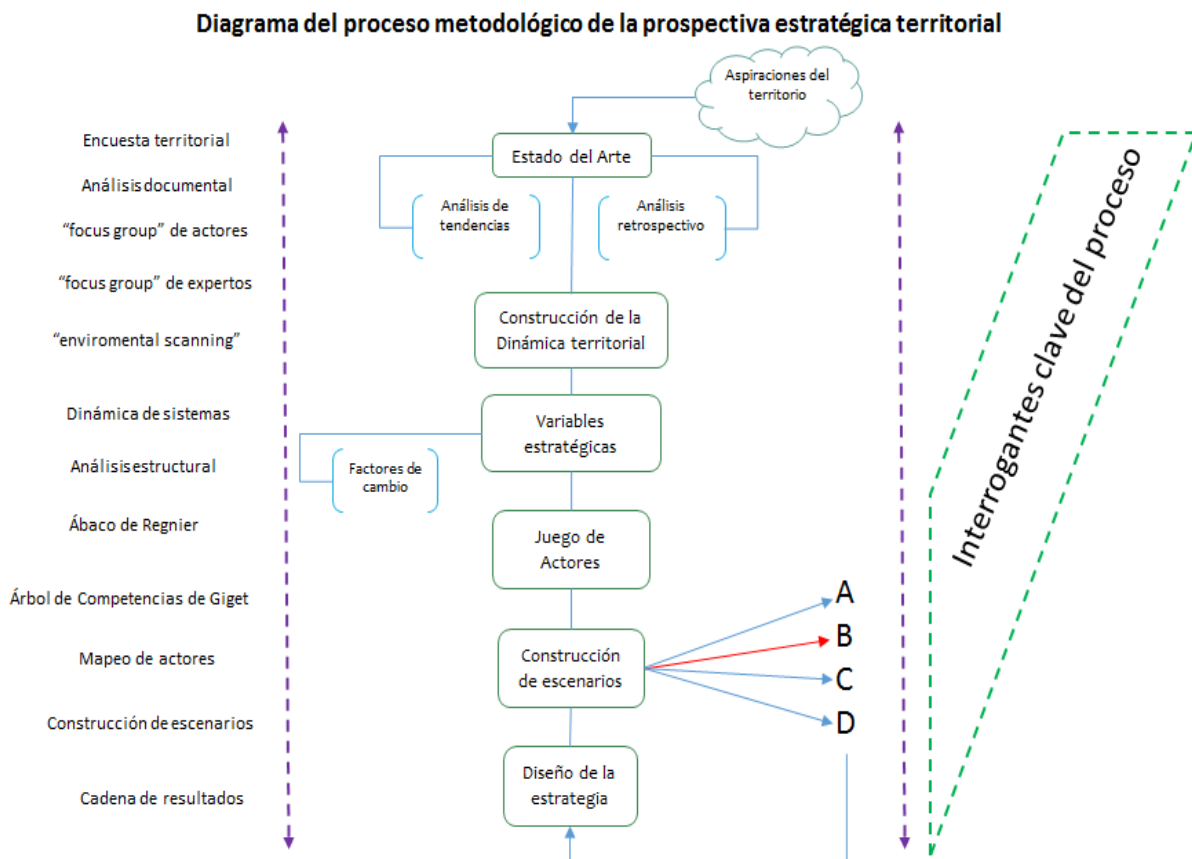 Diagrama del proceso metodológico de la prospectiva estratégica territorial
Aspiraciones del
territorio
Encuesta territorial
Análisis documental
“focus group” de actores
“focus group” de expertos
“enviromental scanning”
Dinámica de sistemas
Análisis estructural
Ábaco de Regnier
Árbol de Competencias de Giget
Mapeo de actores
Construcción de escenarios
Cadena de resultados
Estado del Arte
Análisis de
tendencias
Análisis
retrospectivo
Construcción de la
Dinámica territorial
Variables
estratégicas
Factores de
cambio
Juego de
Actores
Construcción
de escenarios
A
B
C
D
Diseño de la
estrategia
Interrogantes clave del proceso